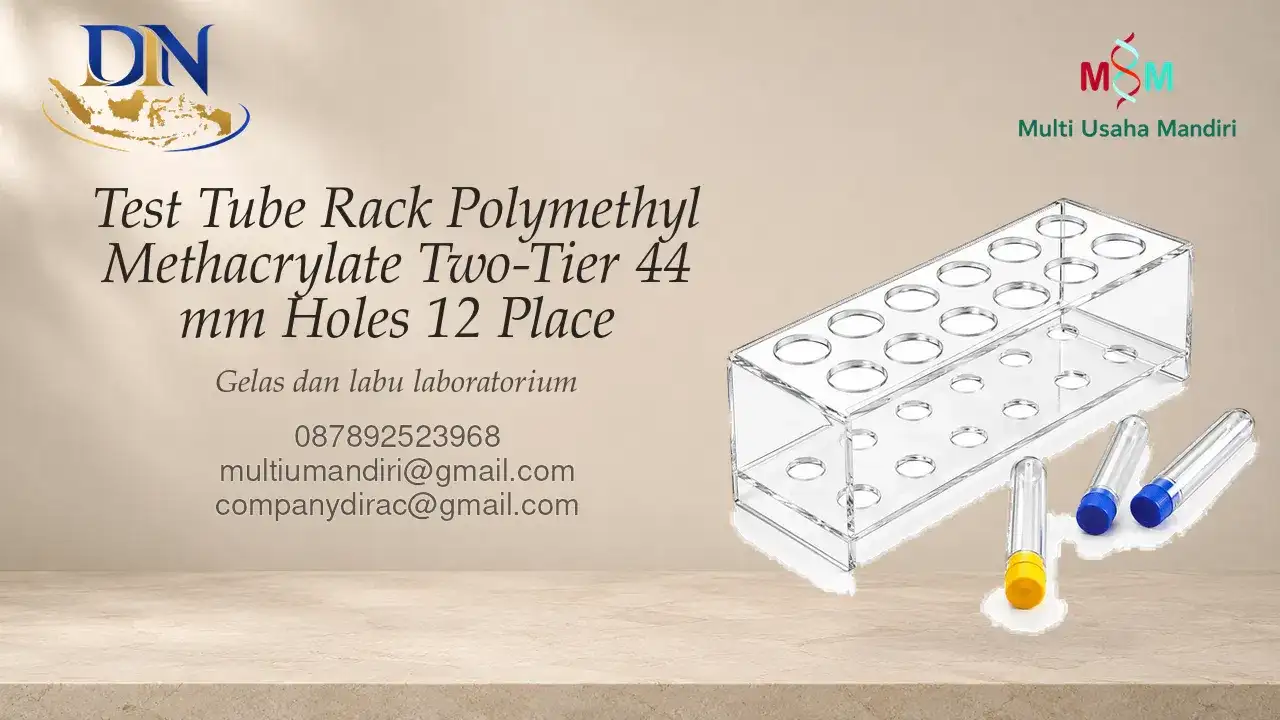 DIN
MSM
Multi Usaha Mandiri
Test Tube Rack Polymethyl
Methacrylate Two-Tier 44
mm Holes 12 Place
Gelas dan labu laboratorium
087892523968
multiumandiri@gmail.com
companydirac@gmail.com